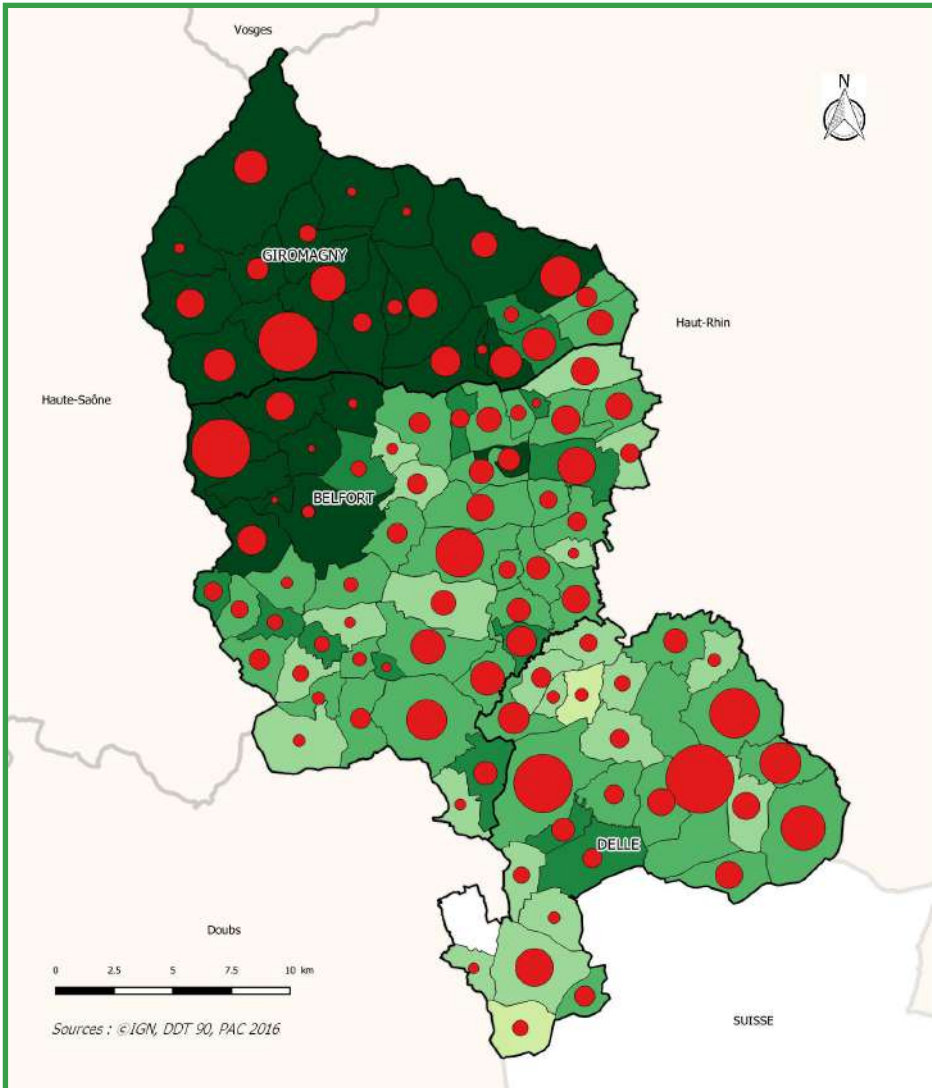 Vosges
N
GIROMAGNY
Haut-Rhin
Haute-Saône
BELFORT
DELLE
Doubs
0 2.5 5 7.5 10 km
SUISSE
Sources : ©IGN, DDT 90, PAC 2016